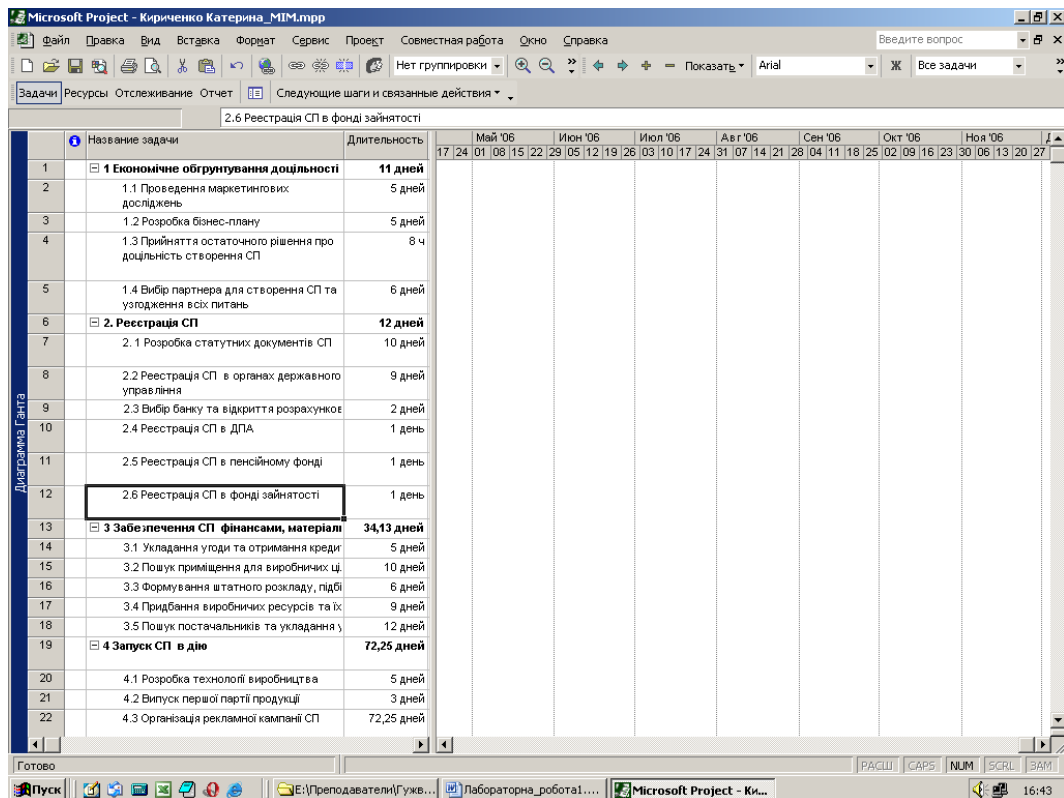 Microsoft Project - Кириченко Катерина_МІМ.mpp
Файл Правка Вид Вставка Формат Сервис Проект Совместная работа Окно Справка Введите вопрос
Нет группировки Показать Arial Ж Все задачи
Задачи Ресурсы Отслеживание Отчет Следующие шаги и связанные действия
2.6 Реестрація СП в фонді зайнятості
Название задачи Длительность Май '06 Июн '06 Июл '06 Авг '06 Сен '06 Окт '06 Ноя '06
17 24 01 08 15 22 29 05 12 19 26 03 10 17 24 31 07 14 21 28 04 11 18 25 02 09 16 23 30 06 13 20 27
1 1 Економічне обгрунтування доцільності 11 дней
2 1.1 Проведення маркетингових 5 дней
досліджень
3 1.2 Розробка бізнес-плану 5 дней
4 1.3 Прийняття остаточного рішення про 8 ч
доцільність створення СП
5 1.4 Вибір партнера для створення СП та 6 дней
узгодження всіх питань
6 2. Реєстрація СП 12 дней
7 2. 1 Розробка статутних документів СП 10 дней
8 2.2 Реестрація СП в органах державного 9 дней
управління
9 2.3 Вибір банку та відкриття розрахунков 2 дней
10 2.4 Реєстрація СП в ДПА 1 день
11 2.5 Реестрація СП в пенсійному фонді 1 день
12 2.6 Реестрація СП в фонді зайнятості 1 день
13 3 Забезпечення СП фінансами, матеріалі 34,13 дней
14 3.1 Укладання угоди та отримання креди 5 дней
15 3.2 Пошук приміщення для виробничих ці 10 дней
16 3.3 Формування штатного розкладу, підбі 6 дней
17 3.4 Придбання виробничих ресурсів та їх 9 дней
18 3.5 Пошук постачальників та укладання у 12 дней
19 4 Запуск СП в дію 72,25 дней
20 4.1 Розробка технології виробництва 5 дней
21 4.2 Випуск першої партії продукції 3 дней
22 4.3 Організація рекламної кампанії СП 72,25 дней
Диаграмма Ганта
Готово РАСШ CAPS NUM SCRL ЗАМ
Пуск E:\Преподаватели\Гужв... Лабораторна_робота1.... Microsoft Project - Ки... 16:43